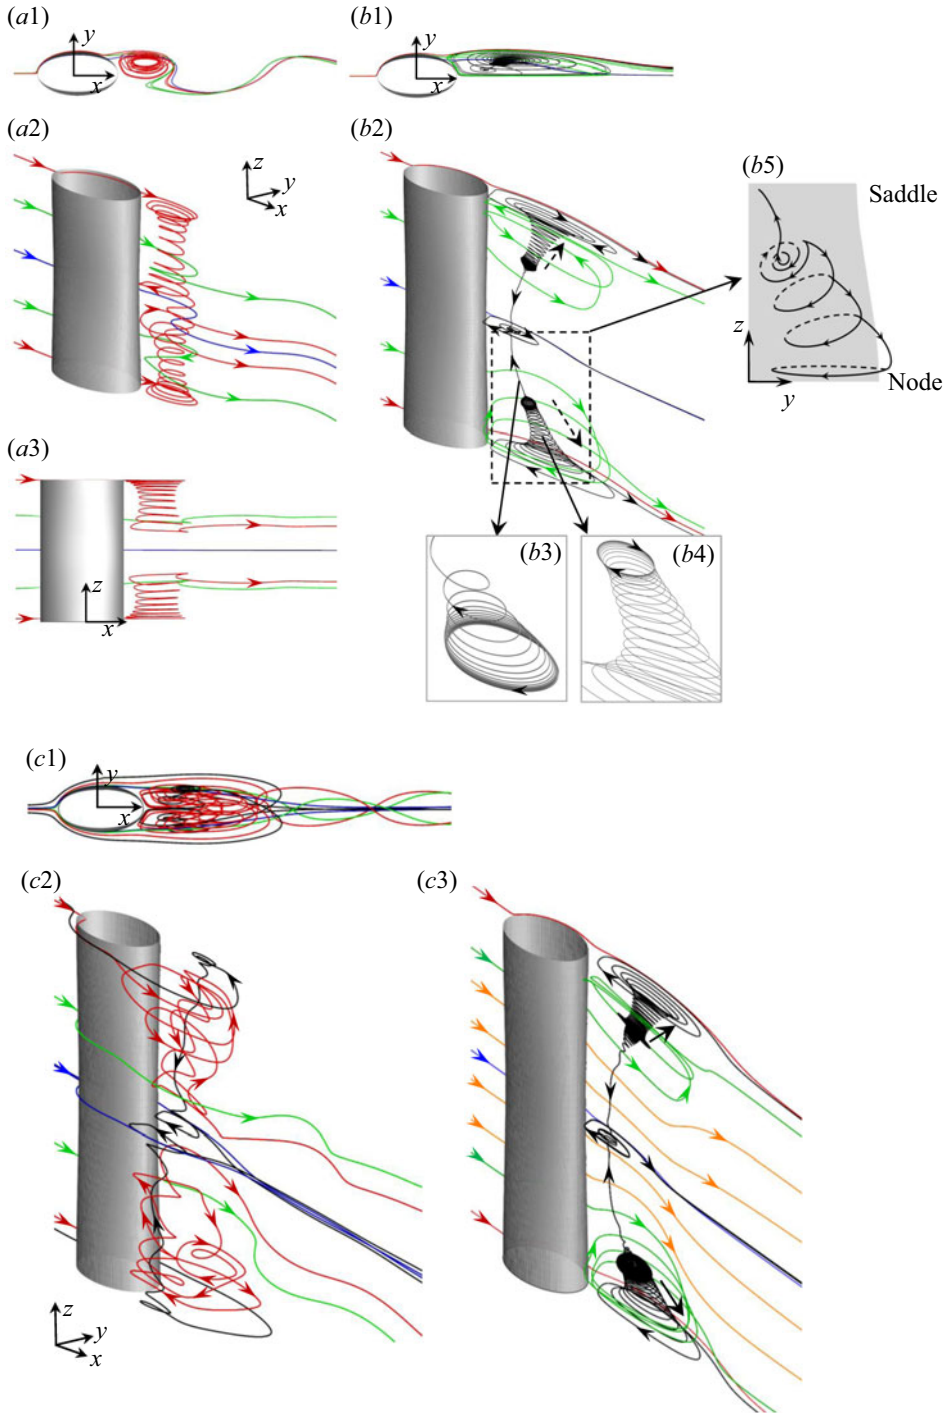 (a1)
(b1)
y
x
y
x
(a2)
(b2)
z
y
x
(b5)
Saddle
z
y
Node
(a3)
z
x
(b3)
(b4)
(c1)
y
x
(c2)
(c3)
z
y
x